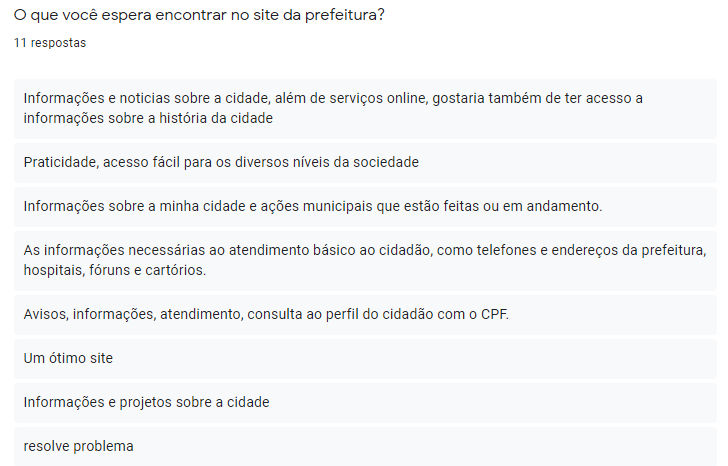 O que você espera encontrar no site da prefeitura?
11 respostas
Informações e noticias sobre a cidade, além de serviços online, gostaria também de ter acesso a
informações sobre a história da cidade
Praticidade, acesso fácil para os diversos níveis da sociedade
Informações sobre a minha cidade e ações municipais que estão feitas ou em andamento.
As informações necessárias ao atendimento básico ao cidadão, como telefones e endereços da prefeitura,
hospitais, fóruns e cartórios.
Avisos, informações, atendimento, consulta ao perfil do cidadão com o CPF.
Um ótimo site
Informações e projetos sobre a cidade
resolve problema